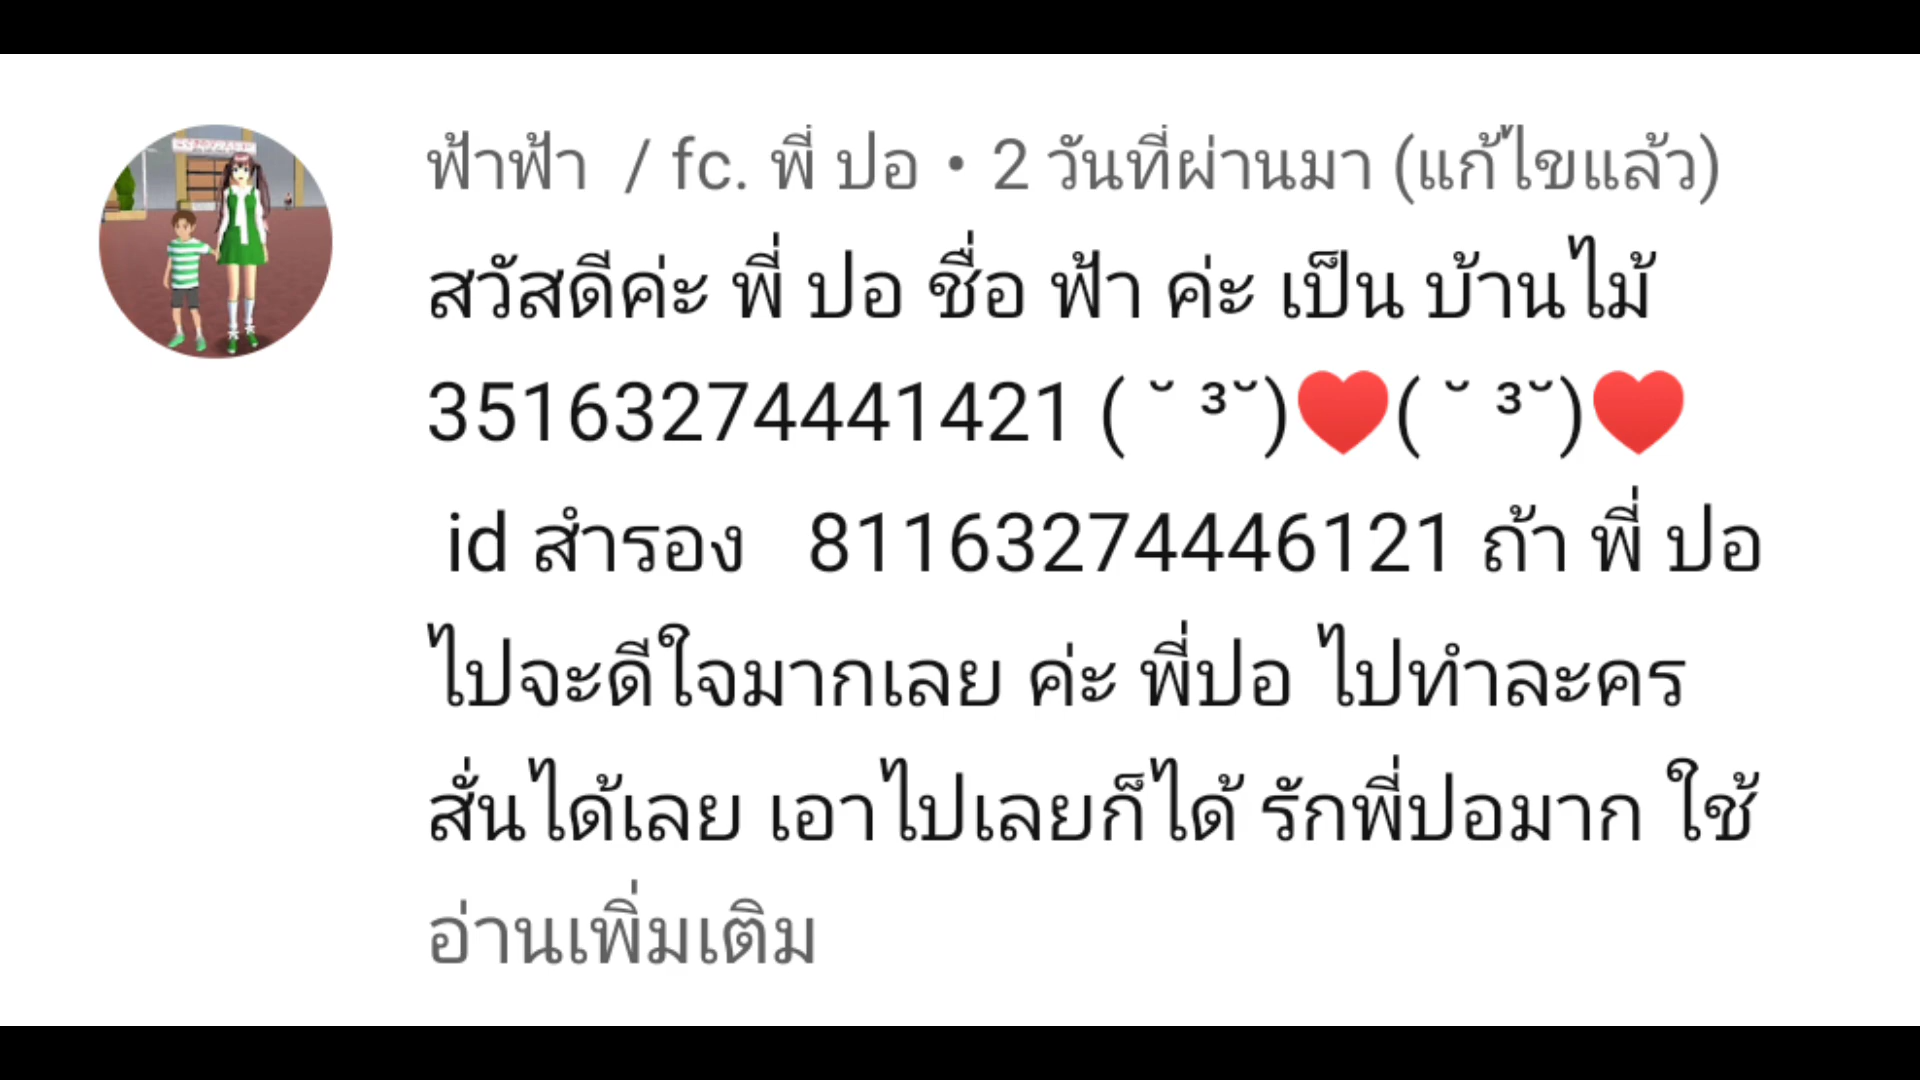 ฟ้าฟ้า / fc. พี่ ปอ • 2 วันที่ผ่านมา (แก้ไขแล้ว)
สวัสดีค่ะ พี่ ปอ ชื่อ ฟ้า ค่ะ เป็น บ้านไม้
35163274441421 ( ˘ ³˘)♥️( ˘ ³˘)♥️
id สำรอง 81163274446121 ถ้า พี่ ปอ
ไปจะดีใจมากเลย ค่ะ พี่ปอ ไปทำละคร
สั่นได้เลย เอาไปเลยก็ได้ รักพี่ปอมาก ใช้
อ่านเพิ่มเติม